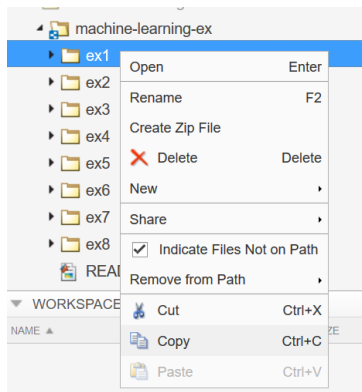 machine-learning-ex
ex1
Open Enter
ex2
Rename F2
ex3
Create Zip File
ex4
Delete Delete
ex5
ex6
New
ex7
Share
ex8
Indicate Files Not on Path
REA
Remove from Path
WORKSPACE
Cut Ctrl+X
NAME ZE
Copy Ctrl+C
Paste Ctrl+V